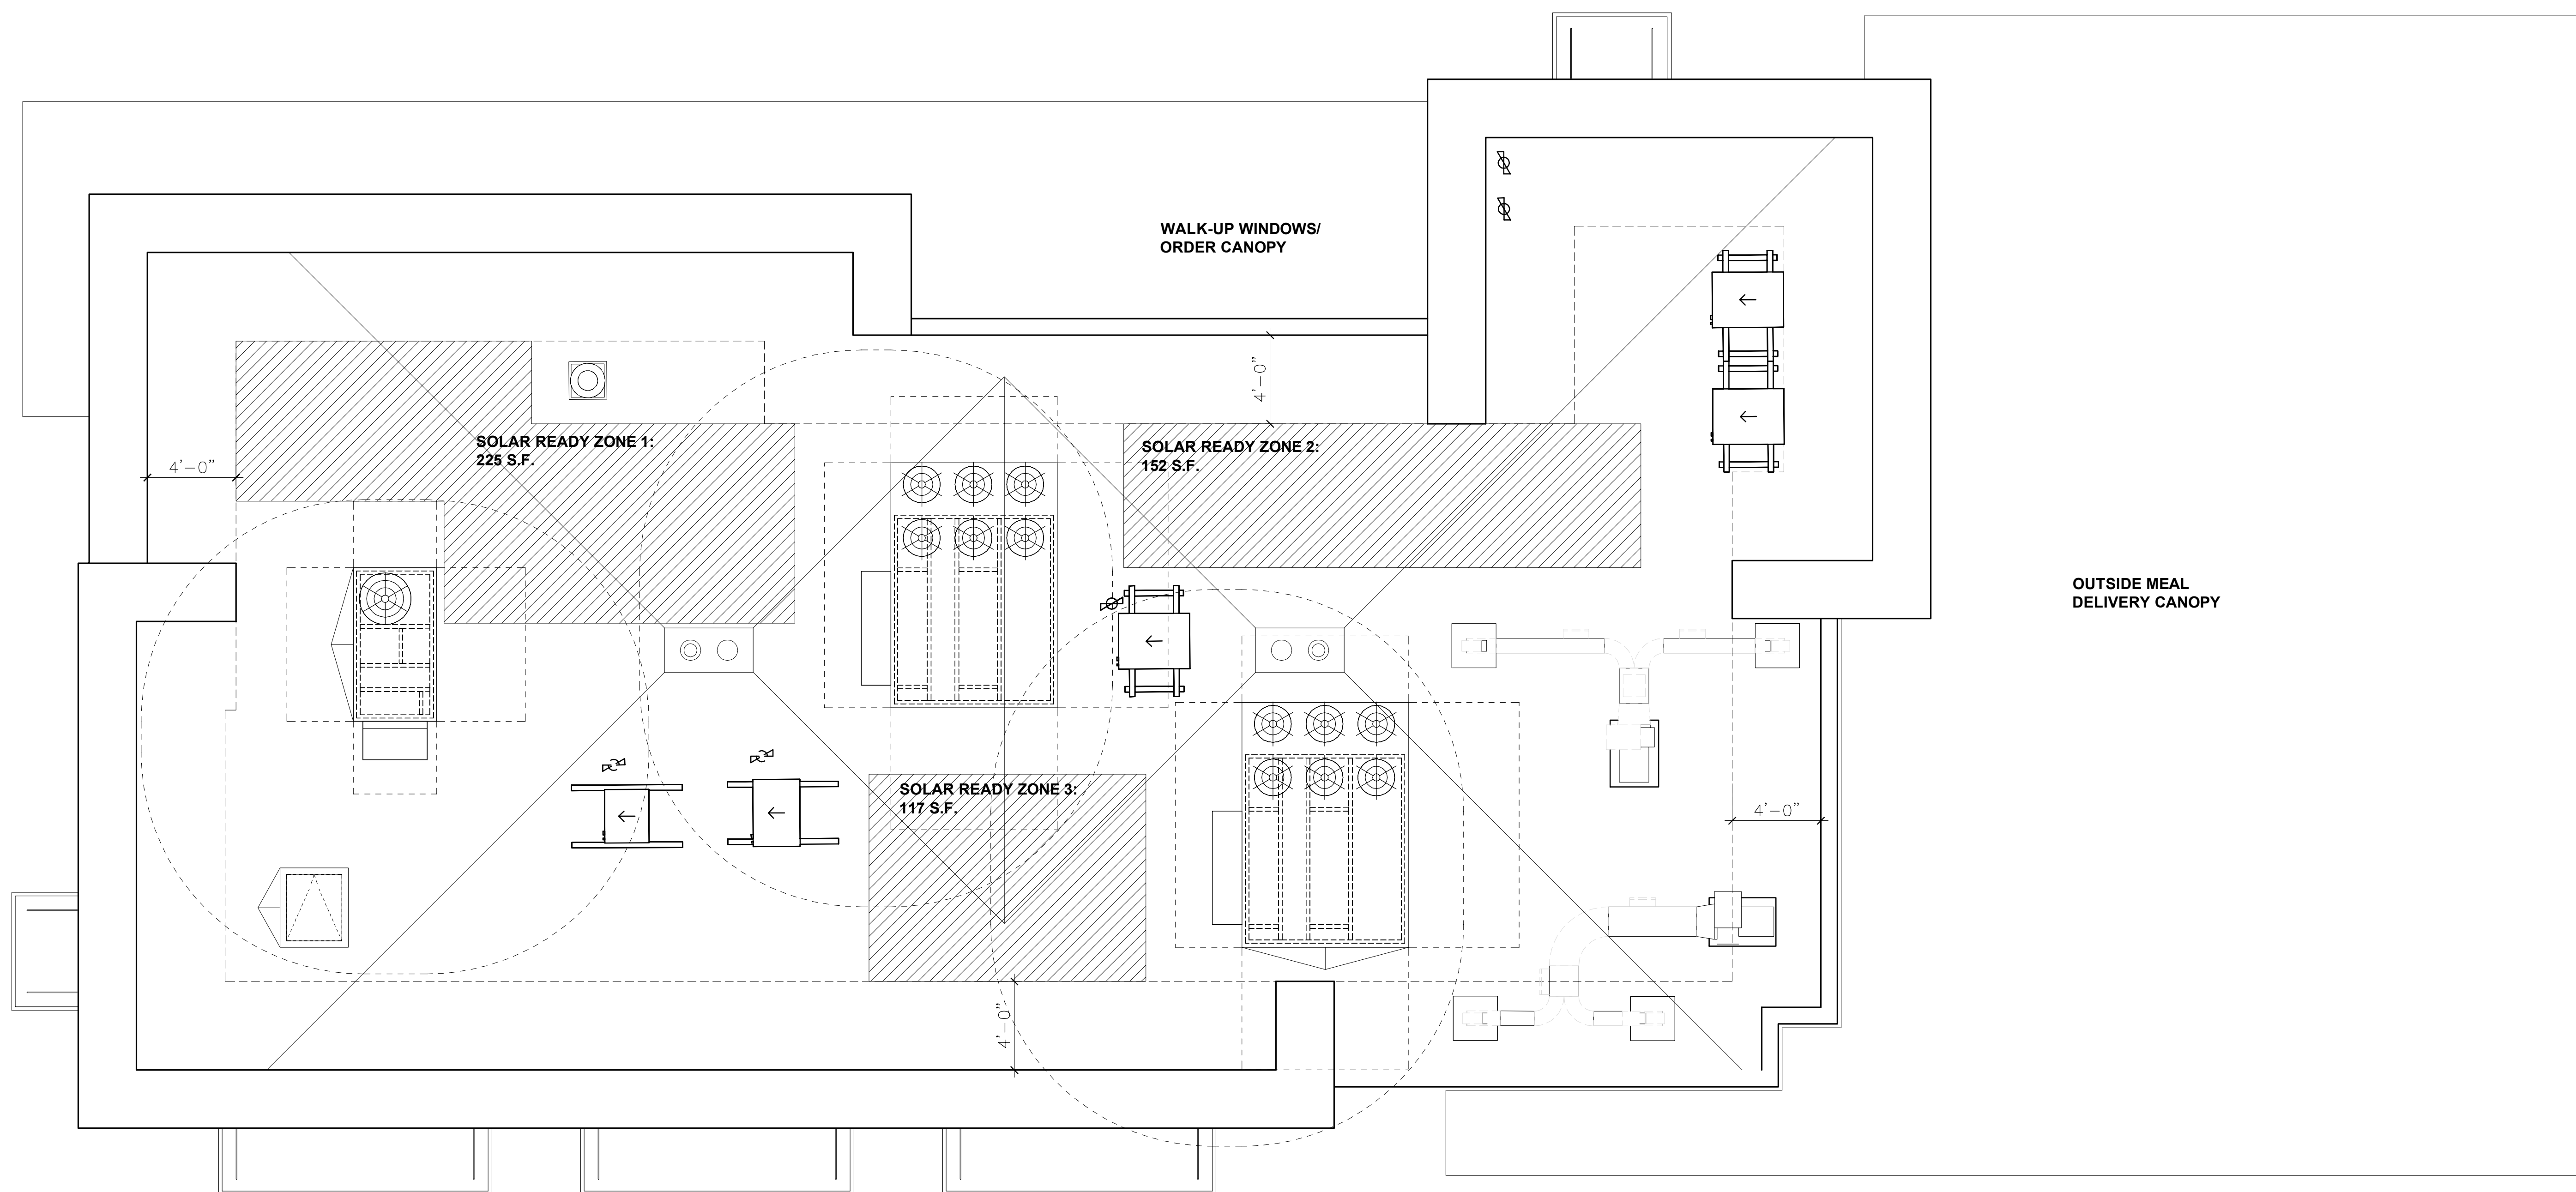 WALK-UP WINDOWS/
ORDER CANOPY
4'-0"
SOLAR READY ZONE 1:
225 S.F.
4'-0"
SOLAR READY ZONE 2:
152 S.F.
OUTSIDE MEAL
DELIVERY CANOPY
SOLAR READY ZONE 3:
117 S.F.
4'-0"
4'-0"